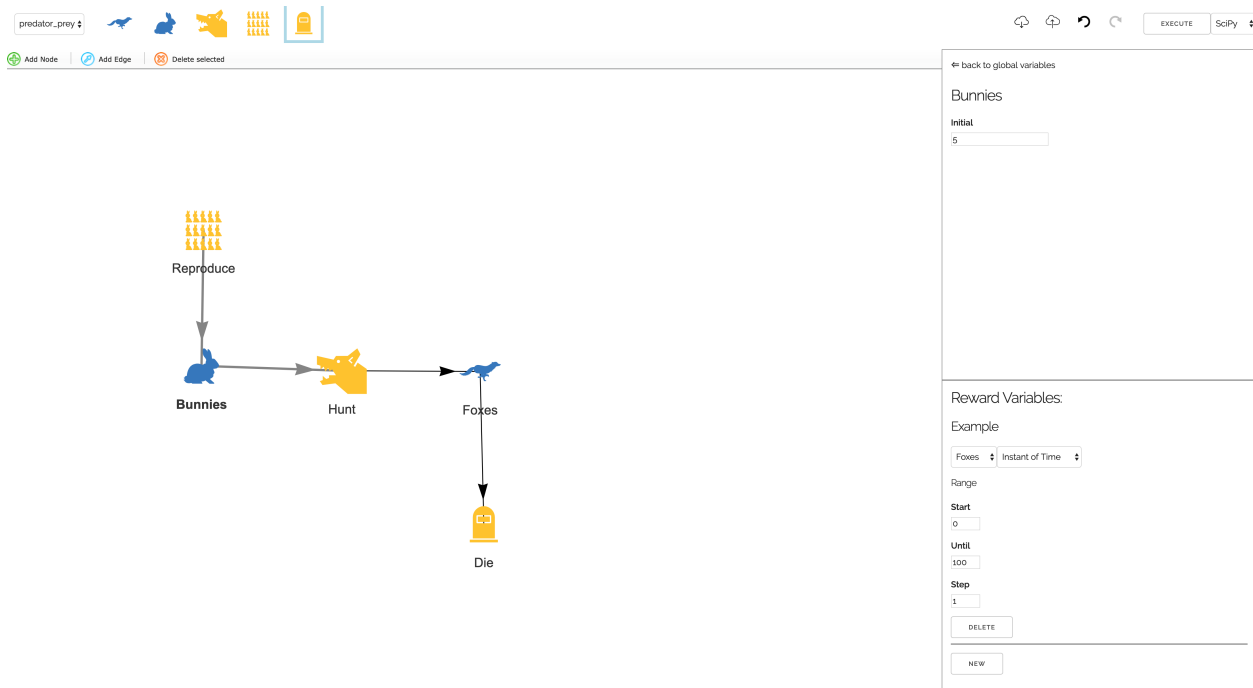 predator_prey
EXECUTE
SciPy
Add Node
Add Edge
Delete selected
⇐ back to global variables
Bunnies
Initial
5
Reproduce
Bunnies
Hunt
Foxes
Die
Reward Variables:
Example
Foxes
Instant of Time
Range
Start
0
Until
100
Step
1
DELETE
NEW